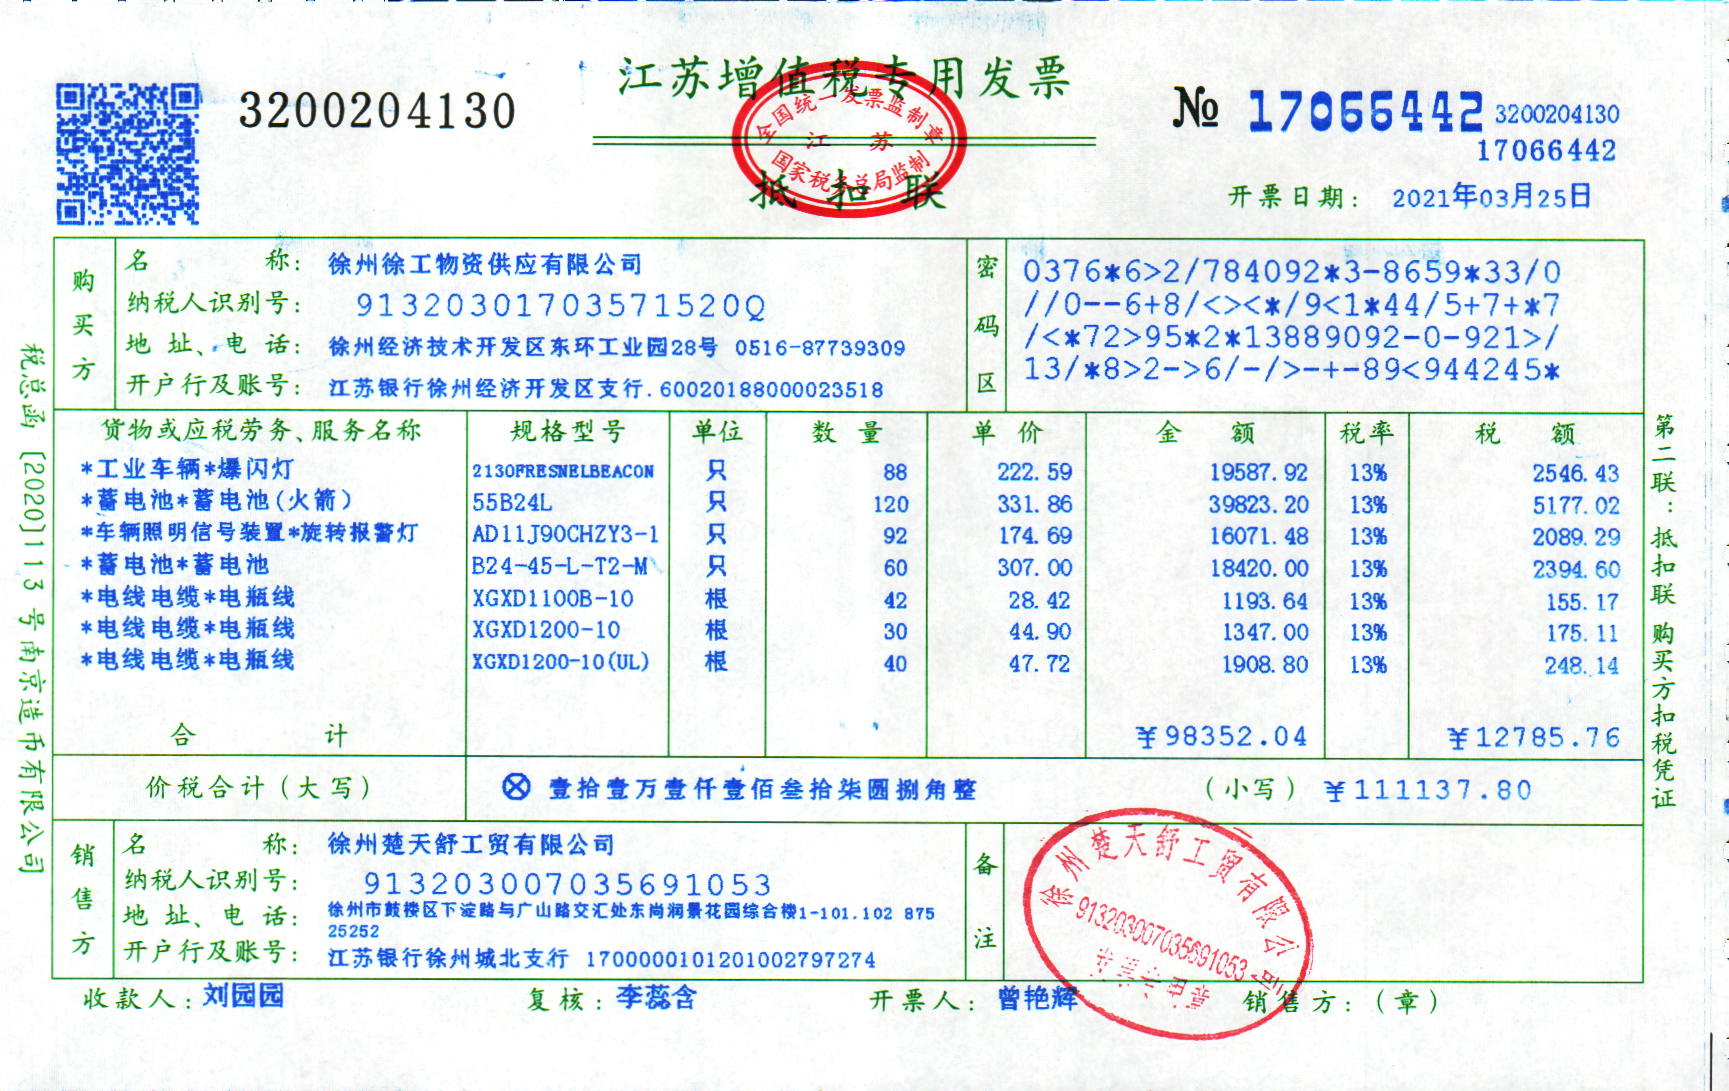 江苏增值税专用发票
3200204130
全国统一发票监制章
江 苏
国家税务总局监制
抵扣联
№ 17066442
3200204130
17066442
开票日期: 2021年03月25日
购买方
名 称: 徐州徐工物资供应有限公司
纳税人识别号: 91320301703571520Q
地 址、电 话: 徐州经济技术开发区东环工业园28号 0516-87739309
开户行及账号: 江苏银行徐州经济开发区支行.60020188000023518
密码区
0376*6>2/784092*3-8659*33/0
//0--6+8/<><*/9<1*44/5+7+*7
/<*72>95*2*13889092-0-921>/
13/*8>2->6/-/>-+-89<944245*
货物或应税劳务、服务名称 规格型号 单位 数 量 单 价 金 额 税率 税 额
*工业车辆*爆闪灯 2130FRESNELBEACON 只 88 222.59 19587.92 13% 2546.43
*蓄电池*蓄电池(火箭) 55B24L 只 120 331.86 39823.20 13% 5177.02
*车辆照明信号装置*旋转报警灯 AD11J90CHZY3-1 只 92 174.69 16071.48 13% 2089.29
*蓄电池*蓄电池 B24-45-L-T2-M 只 60 307.00 18420.00 13% 2394.60
*电线电缆*电瓶线 XGXD1100B-10 根 42 28.42 1193.64 13% 155.17
*电线电缆*电瓶线 XGXD1200-10 根 30 44.90 1347.00 13% 175.11
*电线电缆*电瓶线 XGXD1200-10(UL) 根 40 47.72 1908.80 13% 248.14
合 计 ¥98352.04 ¥12785.76
价税合计(大写) ⊗ 壹拾壹万壹仟壹佰叁拾柒圆捌角整 (小写) ¥111137.80
销售方
名 称: 徐州楚天舒工贸有限公司
纳税人识别号: 913203007035691053
地 址、电 话: 徐州市鼓楼区下淀路与广山路交汇处东尚润景花园综合楼1-101.102 875
25252
开户行及账号: 江苏银行徐州城北支行 17000001012010027972​74
备注
徐州楚天舒工贸有限公司
913203007035691053
发票专用章
收款人: 刘园园 复核: 李蕊含 开票人: 曾艳辉 销售方: (章)
税总函 [2020]113 号南京造币有限公司
第二联: 抵扣联 购买方扣税凭证